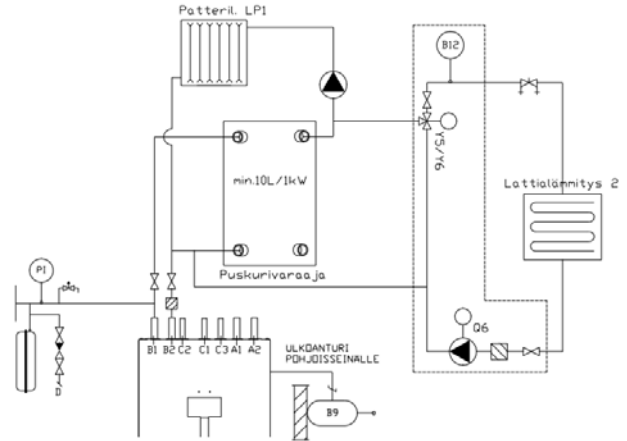 Patteril. LP1
B12
Y5/Y6
min.10L/1kW
Lattialämmitys 2
Puskurivaraaja
PI
Q6
B1 B2 C2 C1 C3 A1 A2
ULKOANTURI
POHJOISSEINALLE
B9